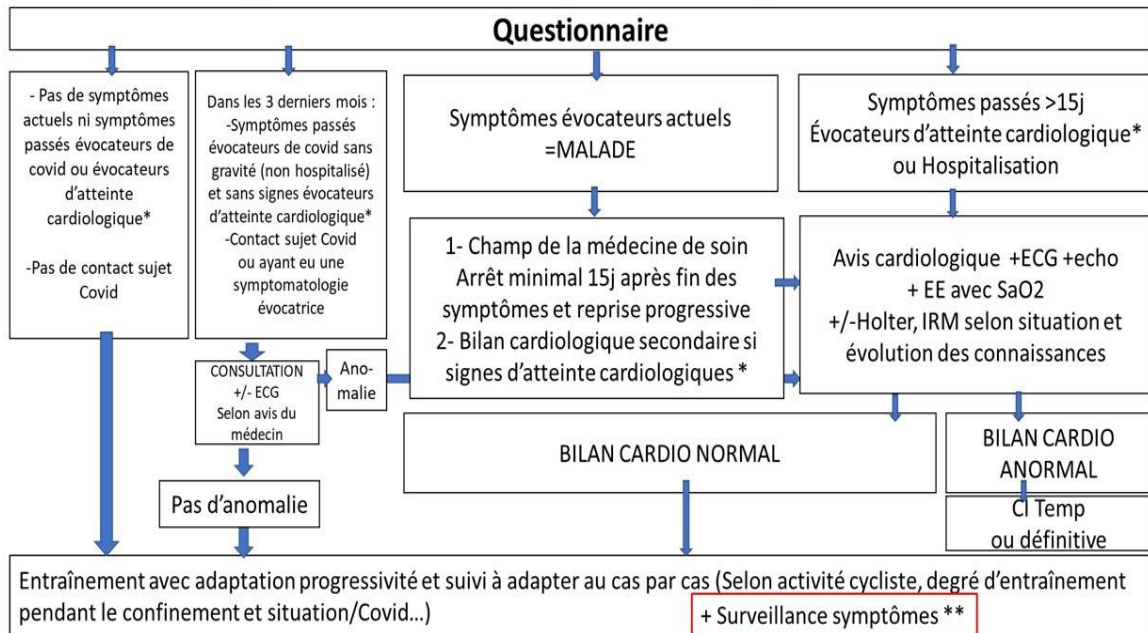 Questionnaire
- Pas de symptômes
actuels ni symptômes
passés évocateurs de
covid ou évocateurs
d’atteinte
cardiologique*
-Pas de contact sujet
Covid
Dans les 3 derniers mois :
-Symptômes passés
évocateurs de covid sans
gravité (non hospitalisé)
et sans signes évocateurs
d’atteinte cardiologique*
-Contact sujet Covid
ou ayant eu une
symptomatologie
évocatrice
Symptômes évocateurs actuels
=MALADE
Symptômes passés >15j
Évocateurs d’atteinte cardiologique*
ou Hospitalisation
CONSULTATION
+/- ECG
Selon avis du
médecin
Ano-
malie
1- Champ de la médecine de soin
Arrêt minimal 15j après fin des
symptômes et reprise progressive
2- Bilan cardiologique secondaire si
signes d’atteinte cardiologiques *
Avis cardiologique +ECG +echo
+ EE avec SaO2
+/-Holter, IRM selon situation et
évolution des connaissances
Pas d’anomalie
BILAN CARDIO NORMAL
BILAN CARDIO
ANORMAL
CI Temp
ou définitive
Entraînement avec adaptation progressivité et suivi à adapter au cas par cas (Selon activité cycliste, degré d’entraînement
pendant le confinement et situation/Covid...)
+ Surveillance symptômes **